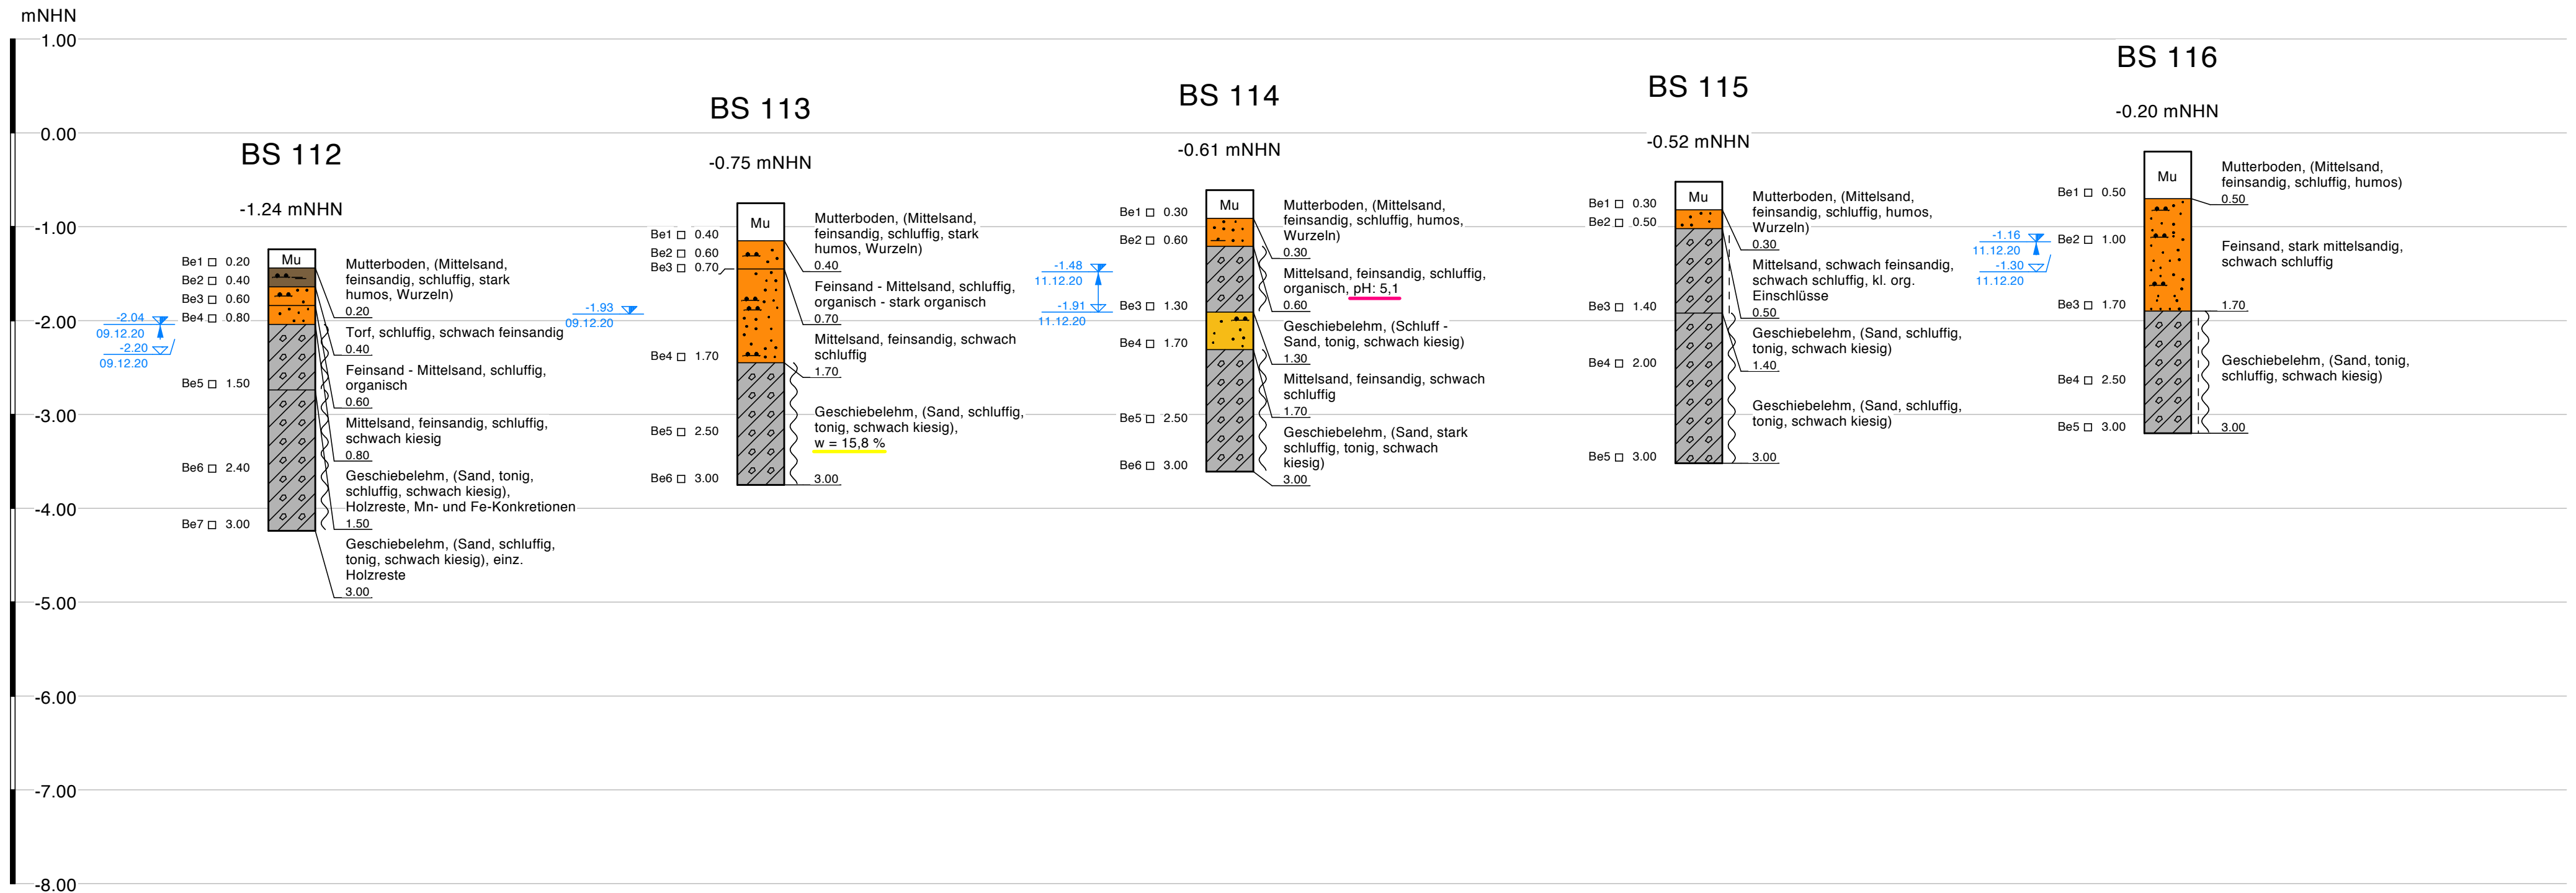 mNHN
1.00
0.00
-1.00
-2.00
-3.00
-4.00
-5.00
-6.00
-7.00
-8.00
BS 112
-1.24 mNHN
Mu
Be1 0.20
Be2 0.40
Be3 0.60
Be4 0.80
Be5 1.50
Be6 2.40
Be7 3.00
-2.04
09.12.20
-2.20
09.12.20
Mutterboden, (Mittelsand,
feinsandig, schluffig, stark
humos, Wurzeln)
0.20
Torf, schluffig, schwach feinsandig
0.40
Feinsand - Mittelsand, schluffig,
organisch
0.60
Mittelsand, feinsandig, schluffig,
schwach kiesig
0.80
Geschiebelehm, (Sand, tonig,
schluffig, schwach kiesig),
Holzreste, Mn- und Fe-Konkretionen
1.50
Geschiebelehm, (Sand, schluffig,
tonig, schwach kiesig), einz.
Holzreste
3.00
BS 113
-0.75 mNHN
Mu
Be1 0.40
Be2 0.60
Be3 0.70
Be4 1.70
Be5 2.50
Be6 3.00
-1.93
09.12.20
Mutterboden, (Mittelsand,
feinsandig, schluffig, stark
humos, Wurzeln)
0.40
Feinsand - Mittelsand, schluffig,
organisch - stark organisch
0.70
Mittelsand, feinsandig, schwach
schluffig
1.70
Geschiebelehm, (Sand, schluffig,
tonig, schwach kiesig),
w = 15,8 %
3.00
BS 114
-0.61 mNHN
Mu
Be1 0.30
Be2 0.60
Be3 1.30
Be4 1.70
Be5 2.50
Be6 3.00
-1.48
11.12.20
-1.91
11.12.20
Mutterboden, (Mittelsand,
feinsandig, schluffig, humos,
Wurzeln)
0.30
Mittelsand, feinsandig, schluffig,
organisch, pH: 5,1
0.60
Geschiebelehm, (Schluff -
Sand, tonig, schwach kiesig)
1.30
Mittelsand, feinsandig, schwach
schluffig
1.70
Geschiebelehm, (Sand, stark
schluffig, tonig, schwach
kiesig)
3.00
BS 115
-0.52 mNHN
Mu
Be1 0.30
Be2 0.50
Be3 1.40
Be4 2.00
Be5 3.00
Mutterboden, (Mittelsand,
feinsandig, schluffig, humos,
Wurzeln)
0.30
Mittelsand, schwach feinsandig,
schwach schluffig, kl. org.
Einschlüsse
0.50
Geschiebelehm, (Sand, schluffig,
tonig, schwach kiesig)
1.40
Geschiebelehm, (Sand, schluffig,
tonig, schwach kiesig)
3.00
BS 116
-0.20 mNHN
Mu
Be1 0.50
Be2 1.00
Be3 1.70
Be4 2.50
Be5 3.00
-1.16
11.12.20
-1.30
11.12.20
Mutterboden, (Mittelsand,
feinsandig, schluffig, humos)
0.50
Feinsand, stark mittelsandig,
schwach schluffig
1.70
Geschiebelehm, (Sand, tonig,
schluffig, schwach kiesig)
3.00